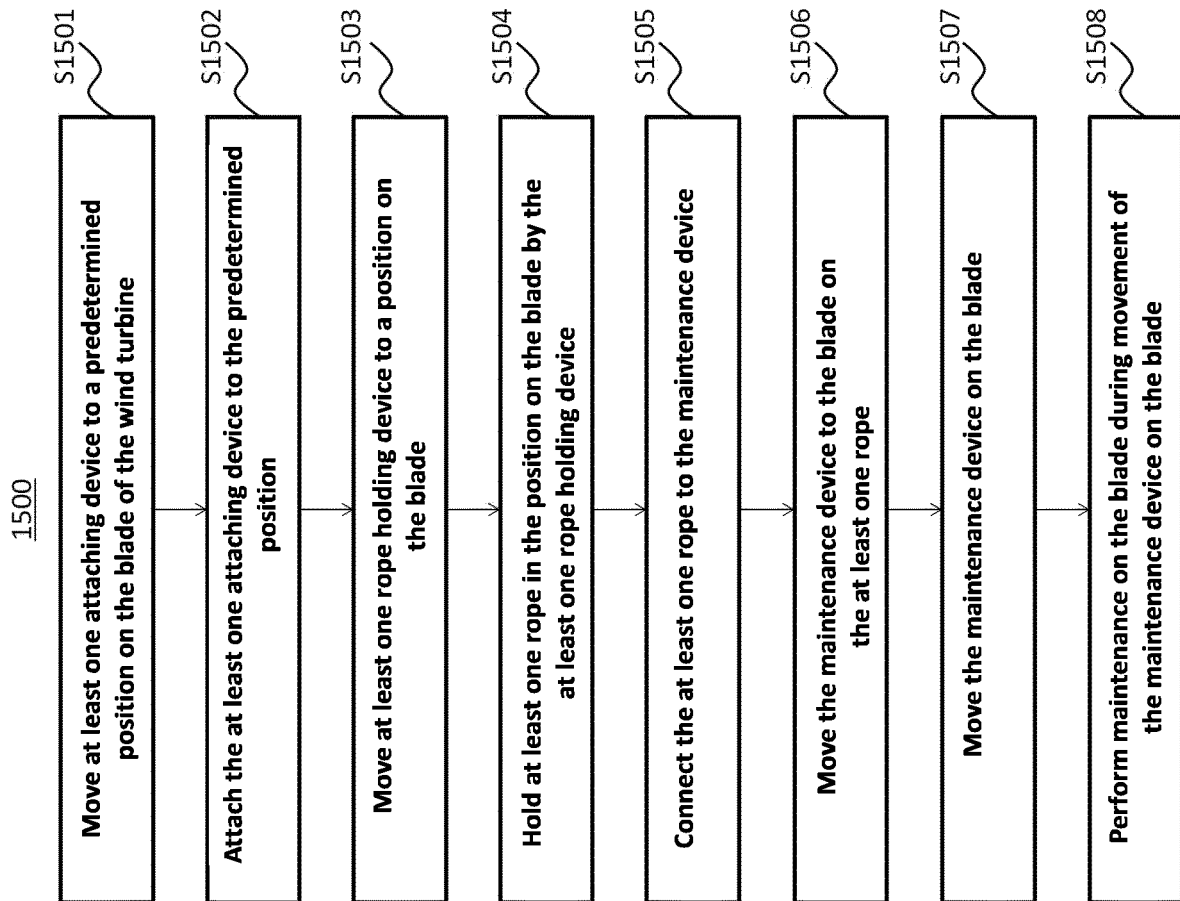 1500
Move at least one attaching device to a predetermined
position on the blade of the wind turbine
S1501
Attach the at least one attaching device to the predetermined
position
S1502
Move at least one rope holding device to a position on
the blade
S1503
Hold at least one rope in the position on the blade by the
at least one rope holding device
S1504
Connect the at least one rope to the maintenance device
S1505
Move the maintenance device to the blade on
the at least one rope
S1506
Move the maintenance device on the blade
S1507
Perform maintenance on the blade during movement of
the maintenance device on the blade
S1508